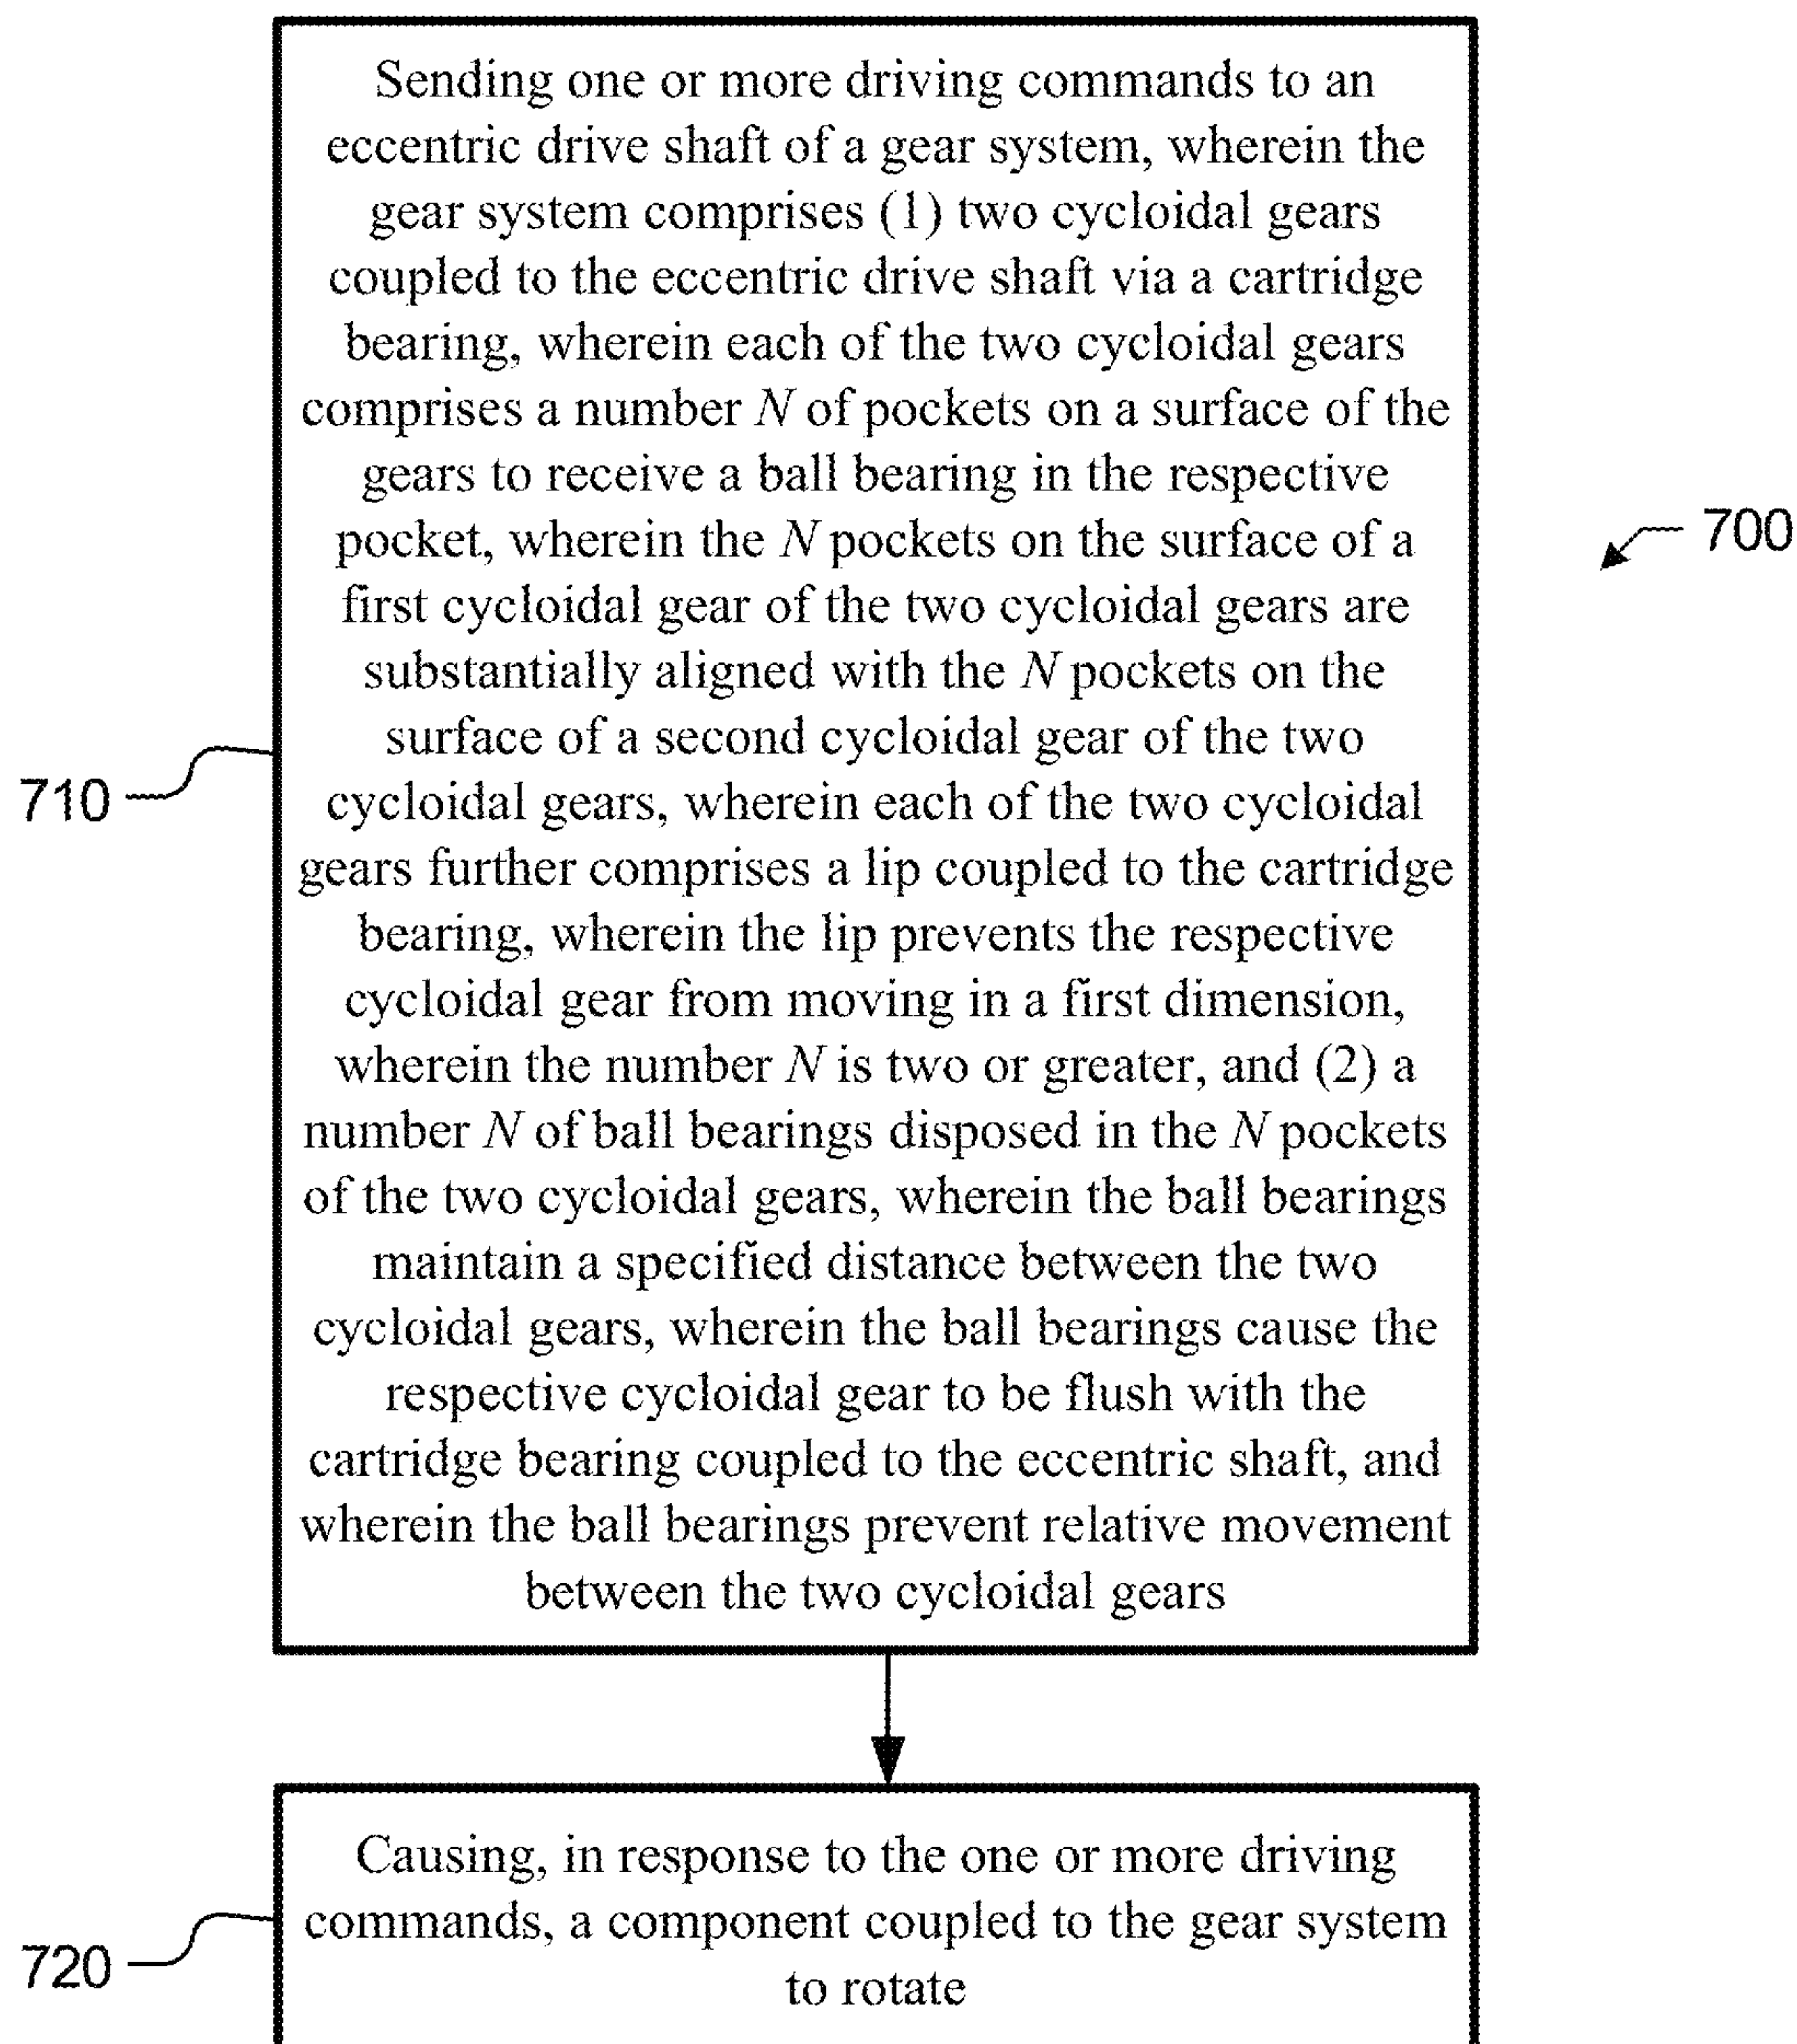 Sending one or more driving commands to an
eccentric drive shaft of a gear system, wherein the
gear system comprises (1) two cycloidal gears
coupled to the eccentric drive shaft via a cartridge
bearing, wherein each of the two cycloidal gears
comprises a number N of pockets on a surface of the
gears to receive a ball bearing in the respective
pocket, wherein the N pockets on the surface of a
first cycloidal gear of the two cycloidal gears are
substantially aligned with the N pockets on the
surface of a second cycloidal gear of the two
cycloidal gears, wherein each of the two cycloidal
gears further comprises a lip coupled to the cartridge
bearing, wherein the lip prevents the respective
cycloidal gear from moving in a first dimension,
wherein the number N is two or greater, and (2) a
number N of ball bearings disposed in the N pockets
of the two cycloidal gears, wherein the ball bearings
maintain a specified distance between the two
cycloidal gears, wherein the ball bearings cause the
respective cycloidal gear to be flush with the
cartridge bearing coupled to the eccentric shaft, and
wherein the ball bearings prevent relative movement
between the two cycloidal gears
700
710
Causing, in response to the one or more driving
commands, a component coupled to the gear system
to rotate
720